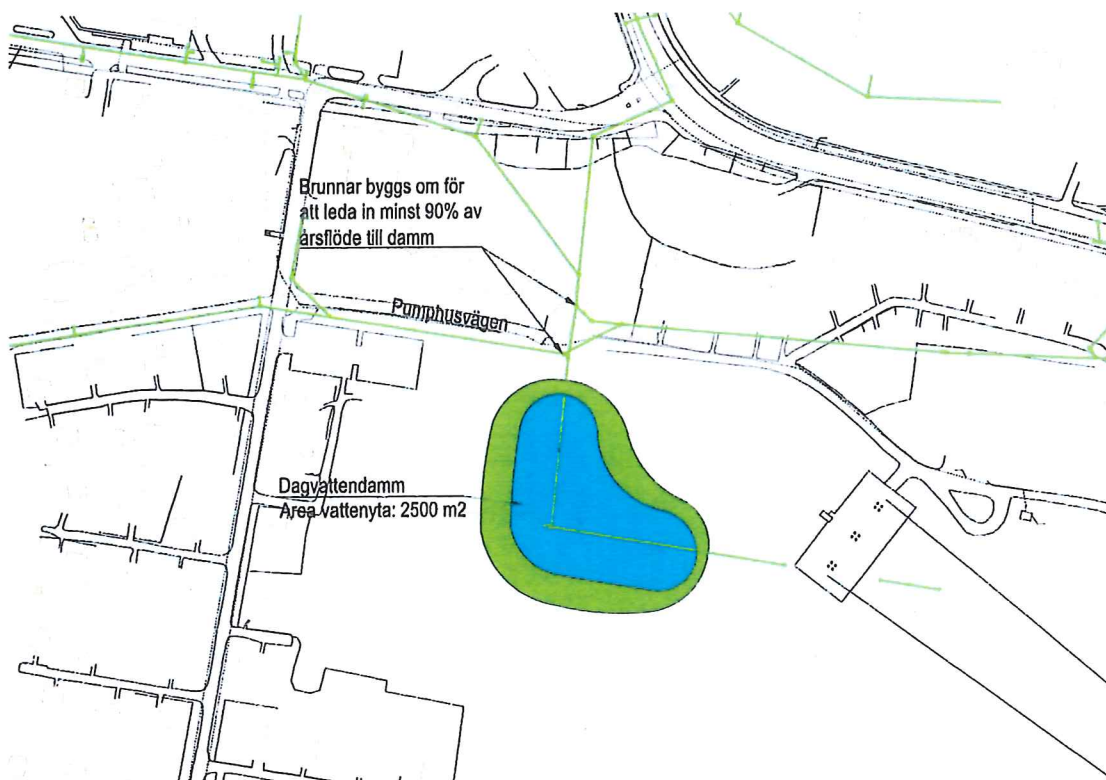 Brunnar byggs om för
att leda in minst 90% av
årsflöde till damm
Pumphusvägen
Dagvattendamm
Area vattenyta: 2500 m2